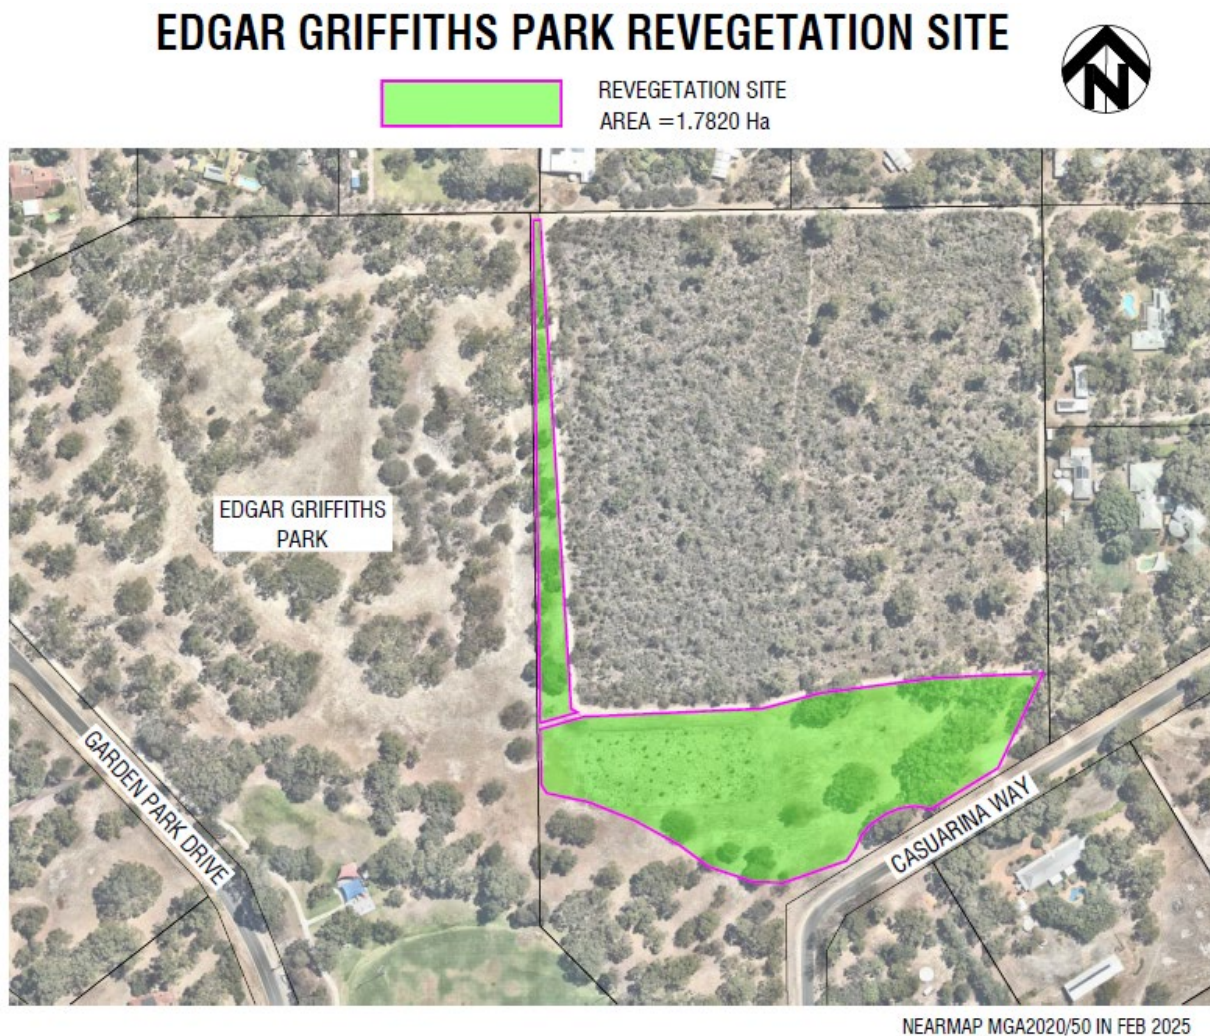 EDGAR GRIFFITHS PARK REVEGETATION SITE
N
REVEGETATION SITE
AREA =1.7820 Ha
EDGAR GRIFFITHS
PARK
GARDEN PARK DRIVE
CASUARINA WAY
NEARMAP MGA2020/50 IN FEB 2025